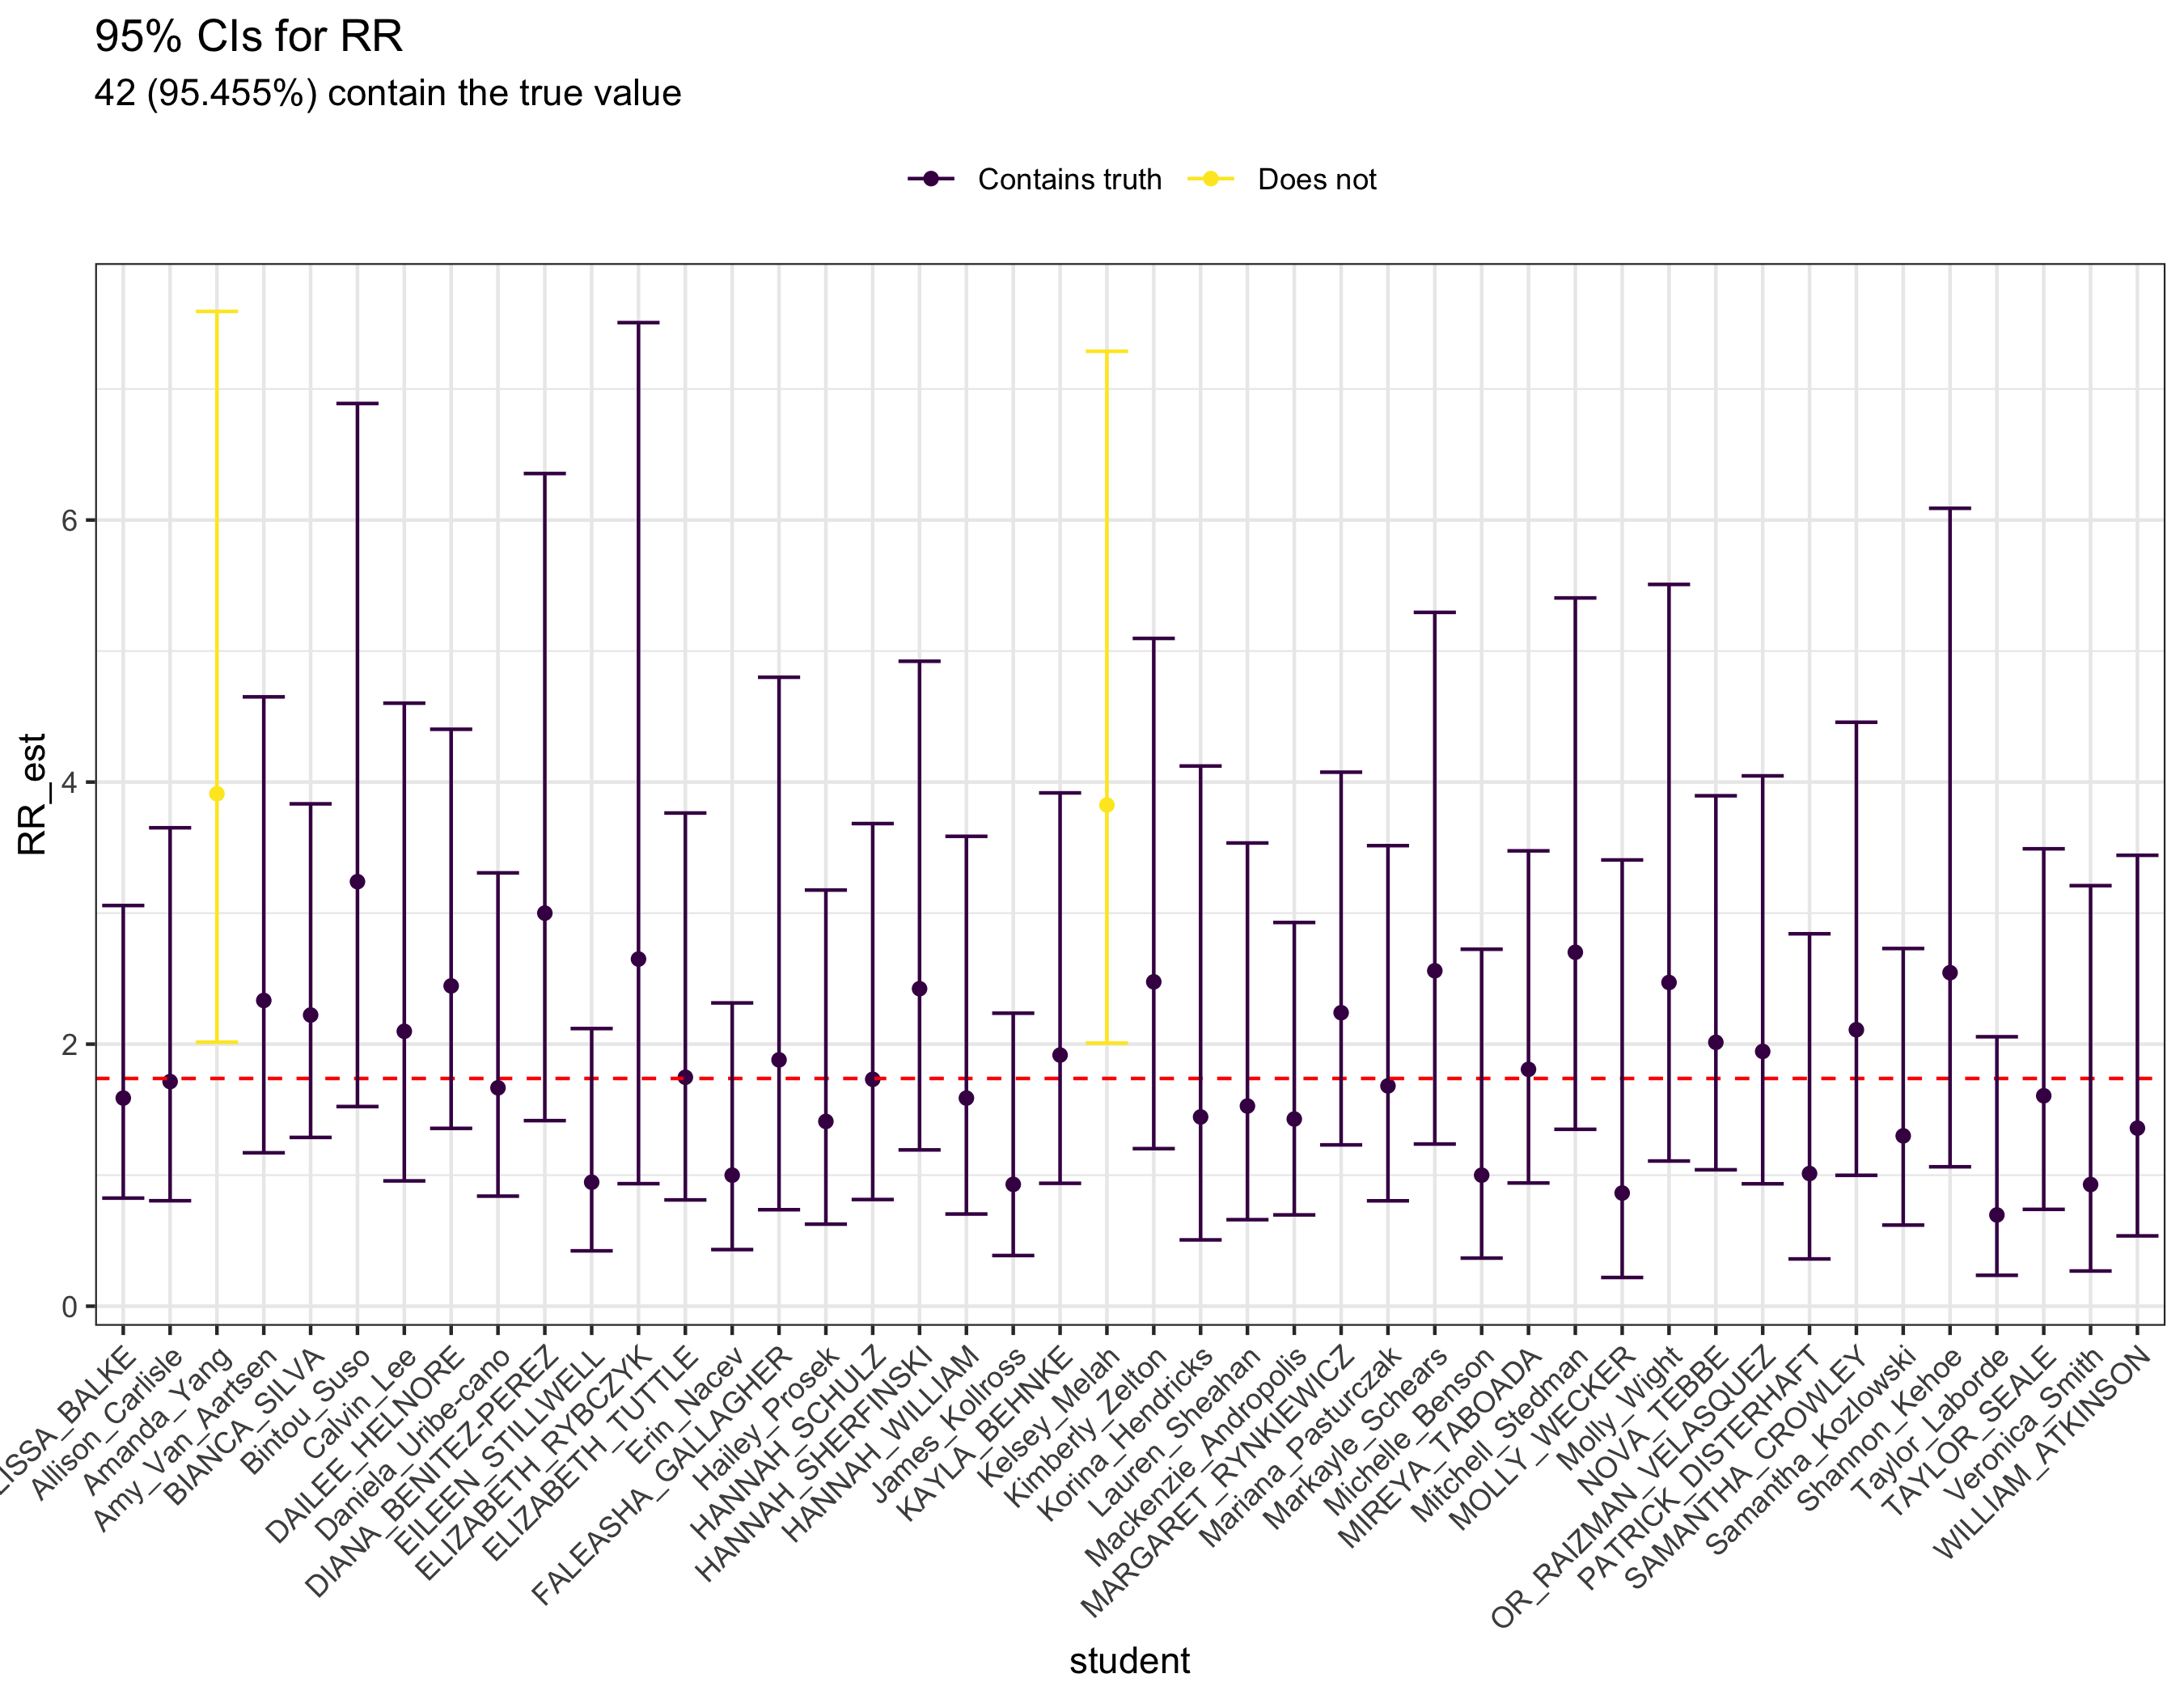 95% CIs for RR
42 (95.455%) contain the true value
Contains truth
Does not
RR_est
6
4
2
0
LISSA_BALKE
Allison_Carlisle
Amanda_Yang
Amy_Van_Aartsen
BIANCA_SILVA
Bintou_Suso
Calvin_Lee
DAILEE_HELNORE
Daniela_Uribe-cano
DIANA_BENITEZ-PEREZ
EILEEN_STILLWELL
ELIZABETH_RYBCZYK
ELIZABETH_TUTTLE
Erin_Nacev
FALEASHA_GALLAGHER
Hailey_Prosek
HANNAH_SCHULZ
HANNAH_SHERFINSKI
HANNAH_WILLIAM
James_Kollross
KAYLA_BEHNKE
Kelsey_Melah
Kimberly_Zelton
Korina_Hendricks
Lauren_Sheahan
Mackenzie_Andropolis
MARGARET_RYNKIEWICZ
Mariana_Pasturczak
Markayle_Schears
Michelle_Benson
MIREYA_TABOADA
Mitchell_Stedman
MOLLY_WECKER
Molly_Wight
NOVA_TEBBE
OR_RAIZMAN_VELASQUEZ
PATRICK_DISTERHAFT
SAMANTHA_CROWLEY
Samantha_Kozlowski
Shannon_Kehoe
Taylor_Laborde
TAYLOR_SEALE
Veronica_Smith
WILLIAM_ATKINSON
student